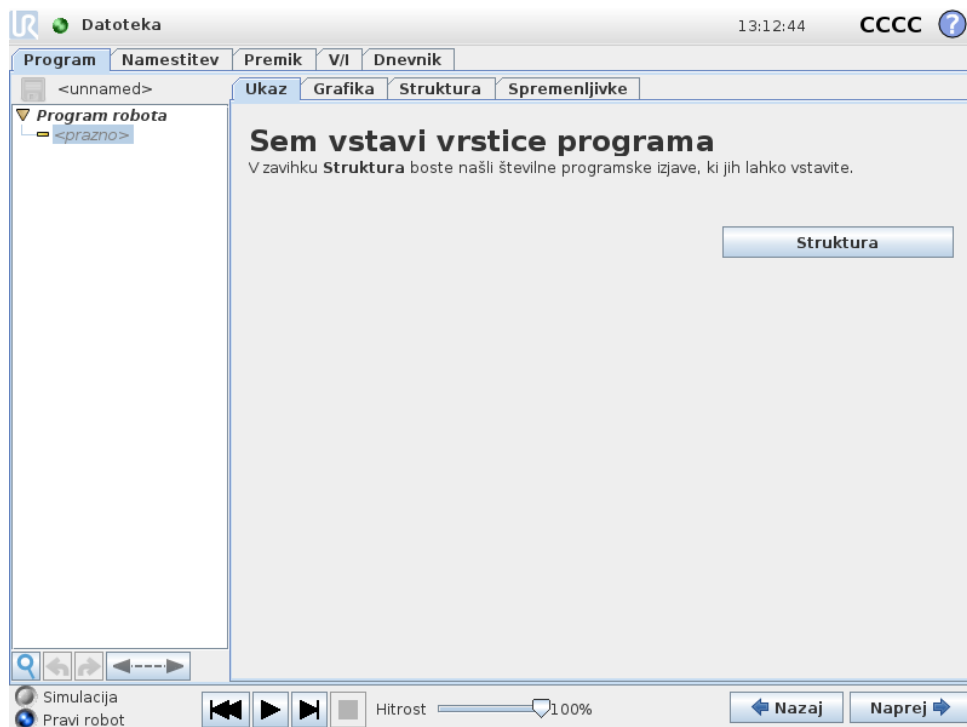 UR Datoteka 13:12:44 CCCC ?
Program Namestitev Premik V/I Dnevnik
<unnamed> Ukaz Grafika Struktura Spremenljivke
Program robota
<prazno>
Sem vstavi vrstice programa
V zavihku Struktura boste našli številne programske izjave, ki jih lahko vstavite.
Struktura
Simulacija
Pravi robot
Hitrost 100% Nazaj Naprej